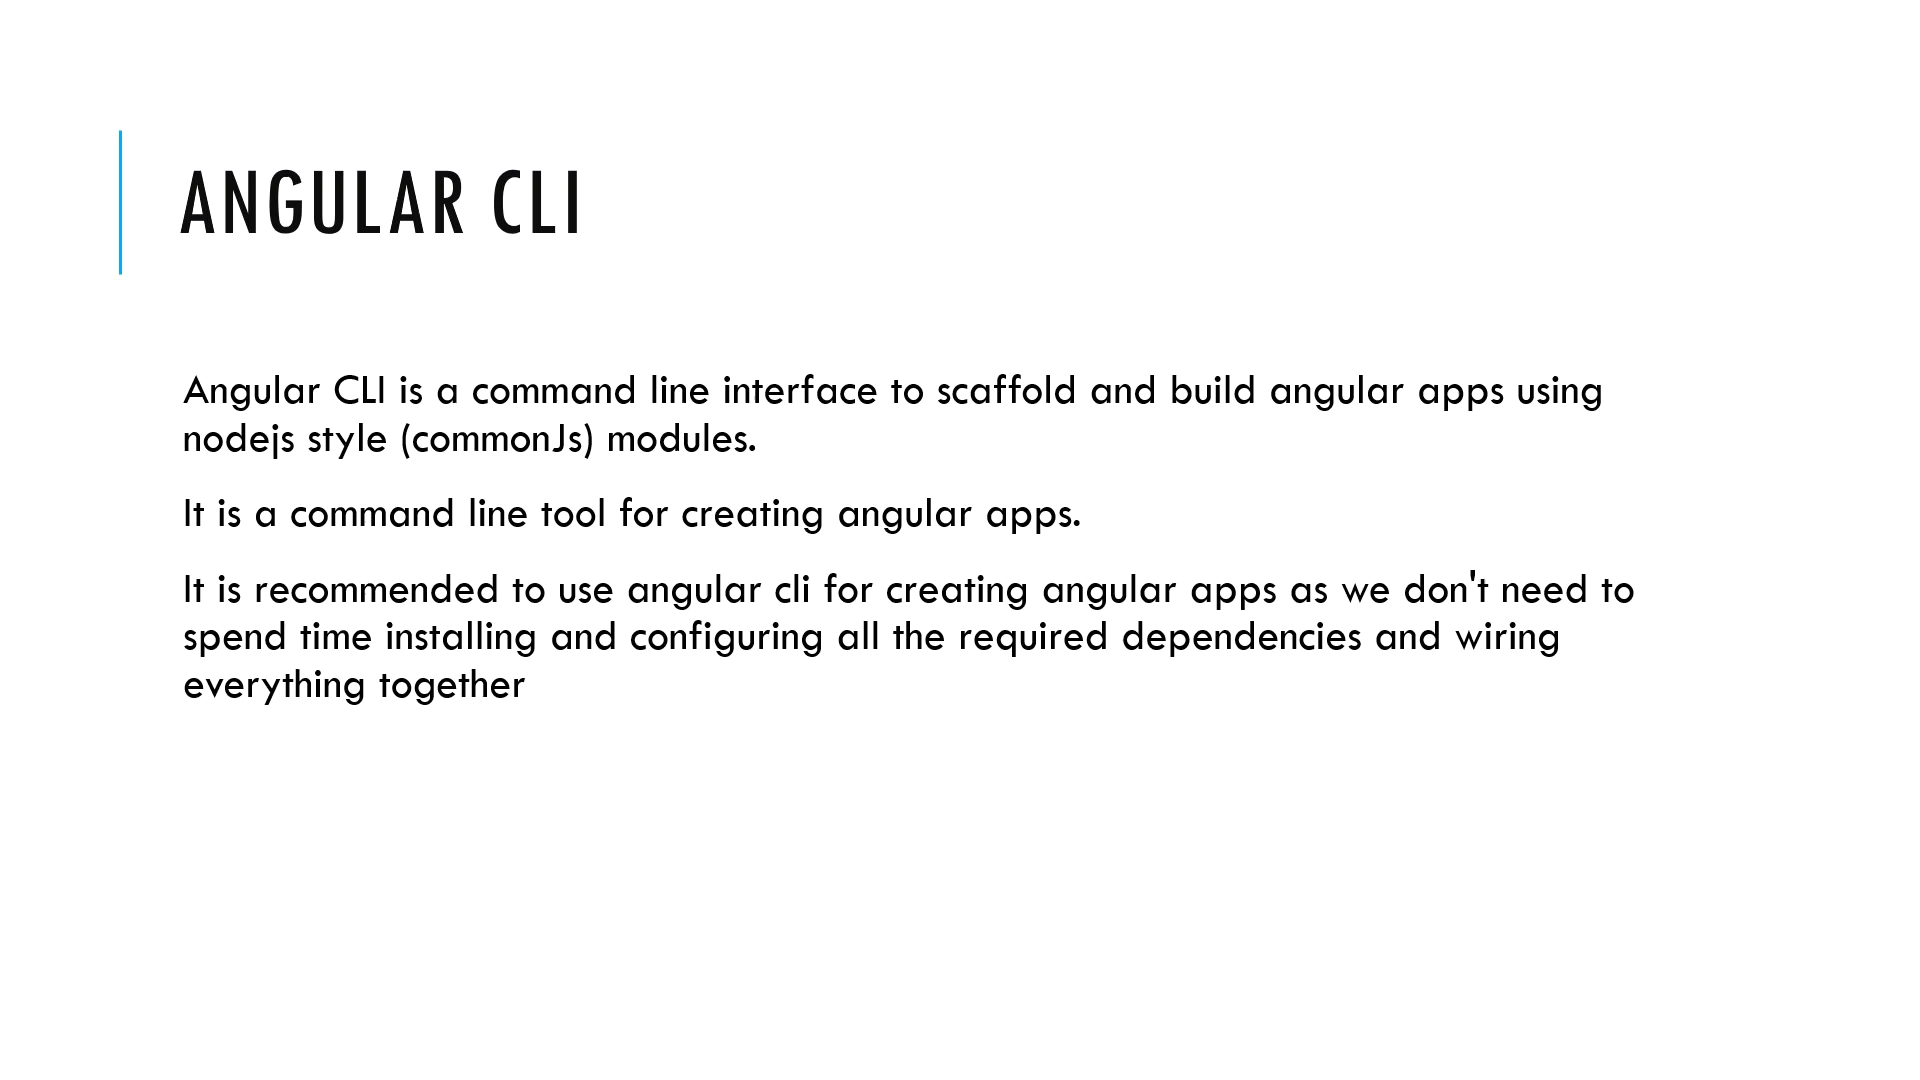 ANGULAR CLI
Angular CLI is a command line interface to scaffold and build angular apps using
nodejs style (commonJs) modules.
It is a command line tool for creating angular apps.
It is recommended to use angular cli for creating angular apps as we don't need to
spend time installing and configuring all the required dependencies and wiring
everything together